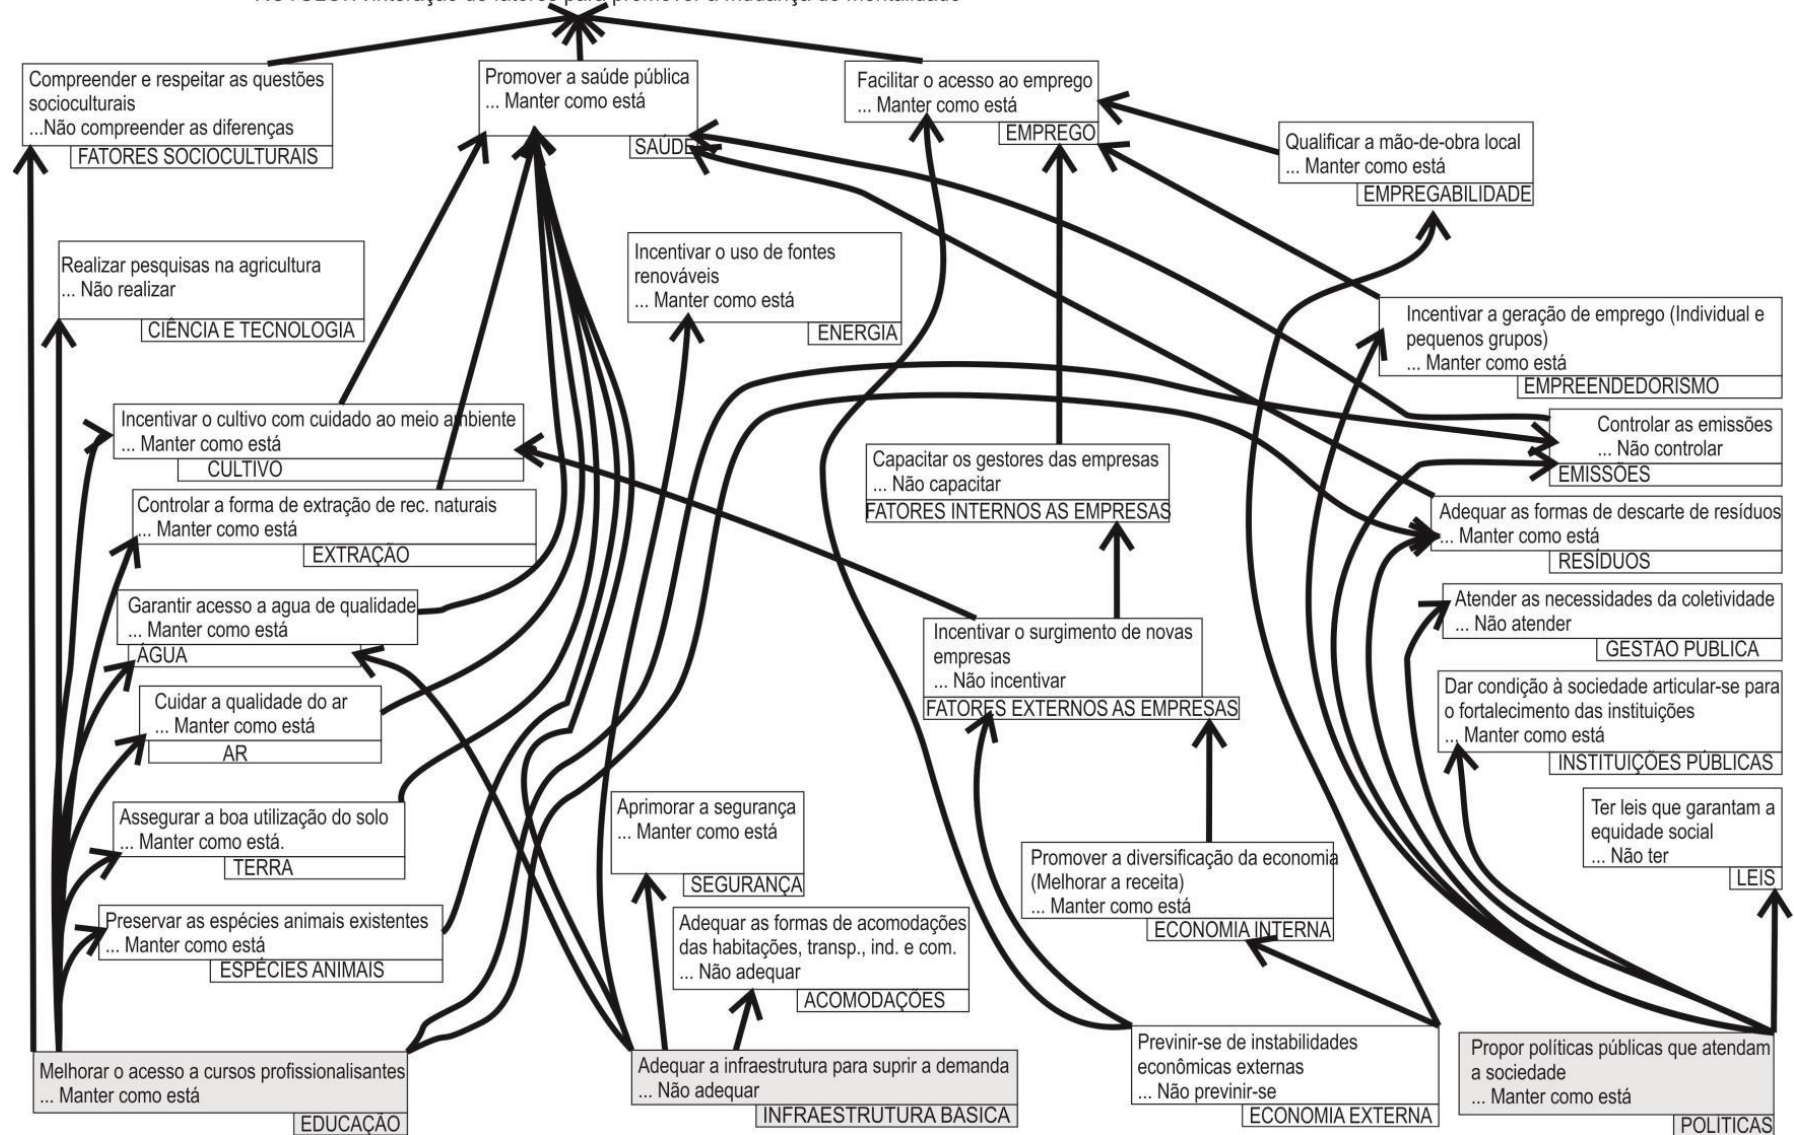 Compreender e respeitar as questões
socioculturais
...Não compreender as diferenças
FATORES SOCIOCULTURAIS
Promover a saúde pública
... Manter como está
SAÚDE
Facilitar o acesso ao emprego
... Manter como está
EMPREGO
Qualificar a mão-de-obra local
... Manter como está
EMPREGABILIDADE
Realizar pesquisas na agricultura
... Não realizar
CIÊNCIA E TECNOLOGIA
Incentivar o uso de fontes
renováveis
... Manter como está
ENERGIA
Incentivar a geração de emprego (Individual e
pequenos grupos)
... Manter como está
EMPREENDEDORISMO
Incentivar o cultivo com cuidado ao meio ambiente
... Manter como está
CULTIVO
Controlar as emissões
... Não controlar
EMISSÕES
Capacitar os gestores das empresas
... Não capacitar
FATORES INTERNOS AS EMPRESAS
Controlar a forma de extração de rec. naturais
... Manter como está
EXTRAÇÃO
Adequar as formas de descarte de resíduos
... Manter como está
RESÍDUOS
Garantir acesso a agua de qualidade
... Manter como está
ÁGUA
Atender as necessidades da coletividade
... Não atender
GESTAO PUBLICA
Incentivar o surgimento de novas
empresas
... Não incentivar
FATORES EXTERNOS AS EMPRESAS
Cuidar a qualidade do ar
... Manter como está
AR
Dar condição à sociedade articular-se para
o fortalecimento das instituições
... Manter como está
INSTITUIÇÕES PÚBLICAS
Assegurar a boa utilização do solo
... Manter como está.
TERRA
Aprimorar a segurança
... Manter como está
SEGURANÇA
Ter leis que garantam a
equidade social
... Não ter
LEIS
Promover a diversificação da economia
(Melhorar a receita)
... Manter como está
ECONOMIA INTERNA
Preservar as espécies animais existentes
... Manter como está
ESPÉCIES ANIMAIS
Adequar as formas de acomodações
das habitações, transp., ind. e com.
... Não adequar
ACOMODAÇÕES
Melhorar o acesso a cursos profissionalisantes
... Manter como está
EDUCAÇÃO
Adequar a infraestrutura para suprir a demanda
... Não adequar
INFRAESTRUTURA BÁSICA
Previnir-se de instabilidades
econômicas externas
... Não previnir-se
ECONOMIA EXTERNA
Propor políticas públicas que atendam
a sociedade
... Manter como está
POLÍTICAS